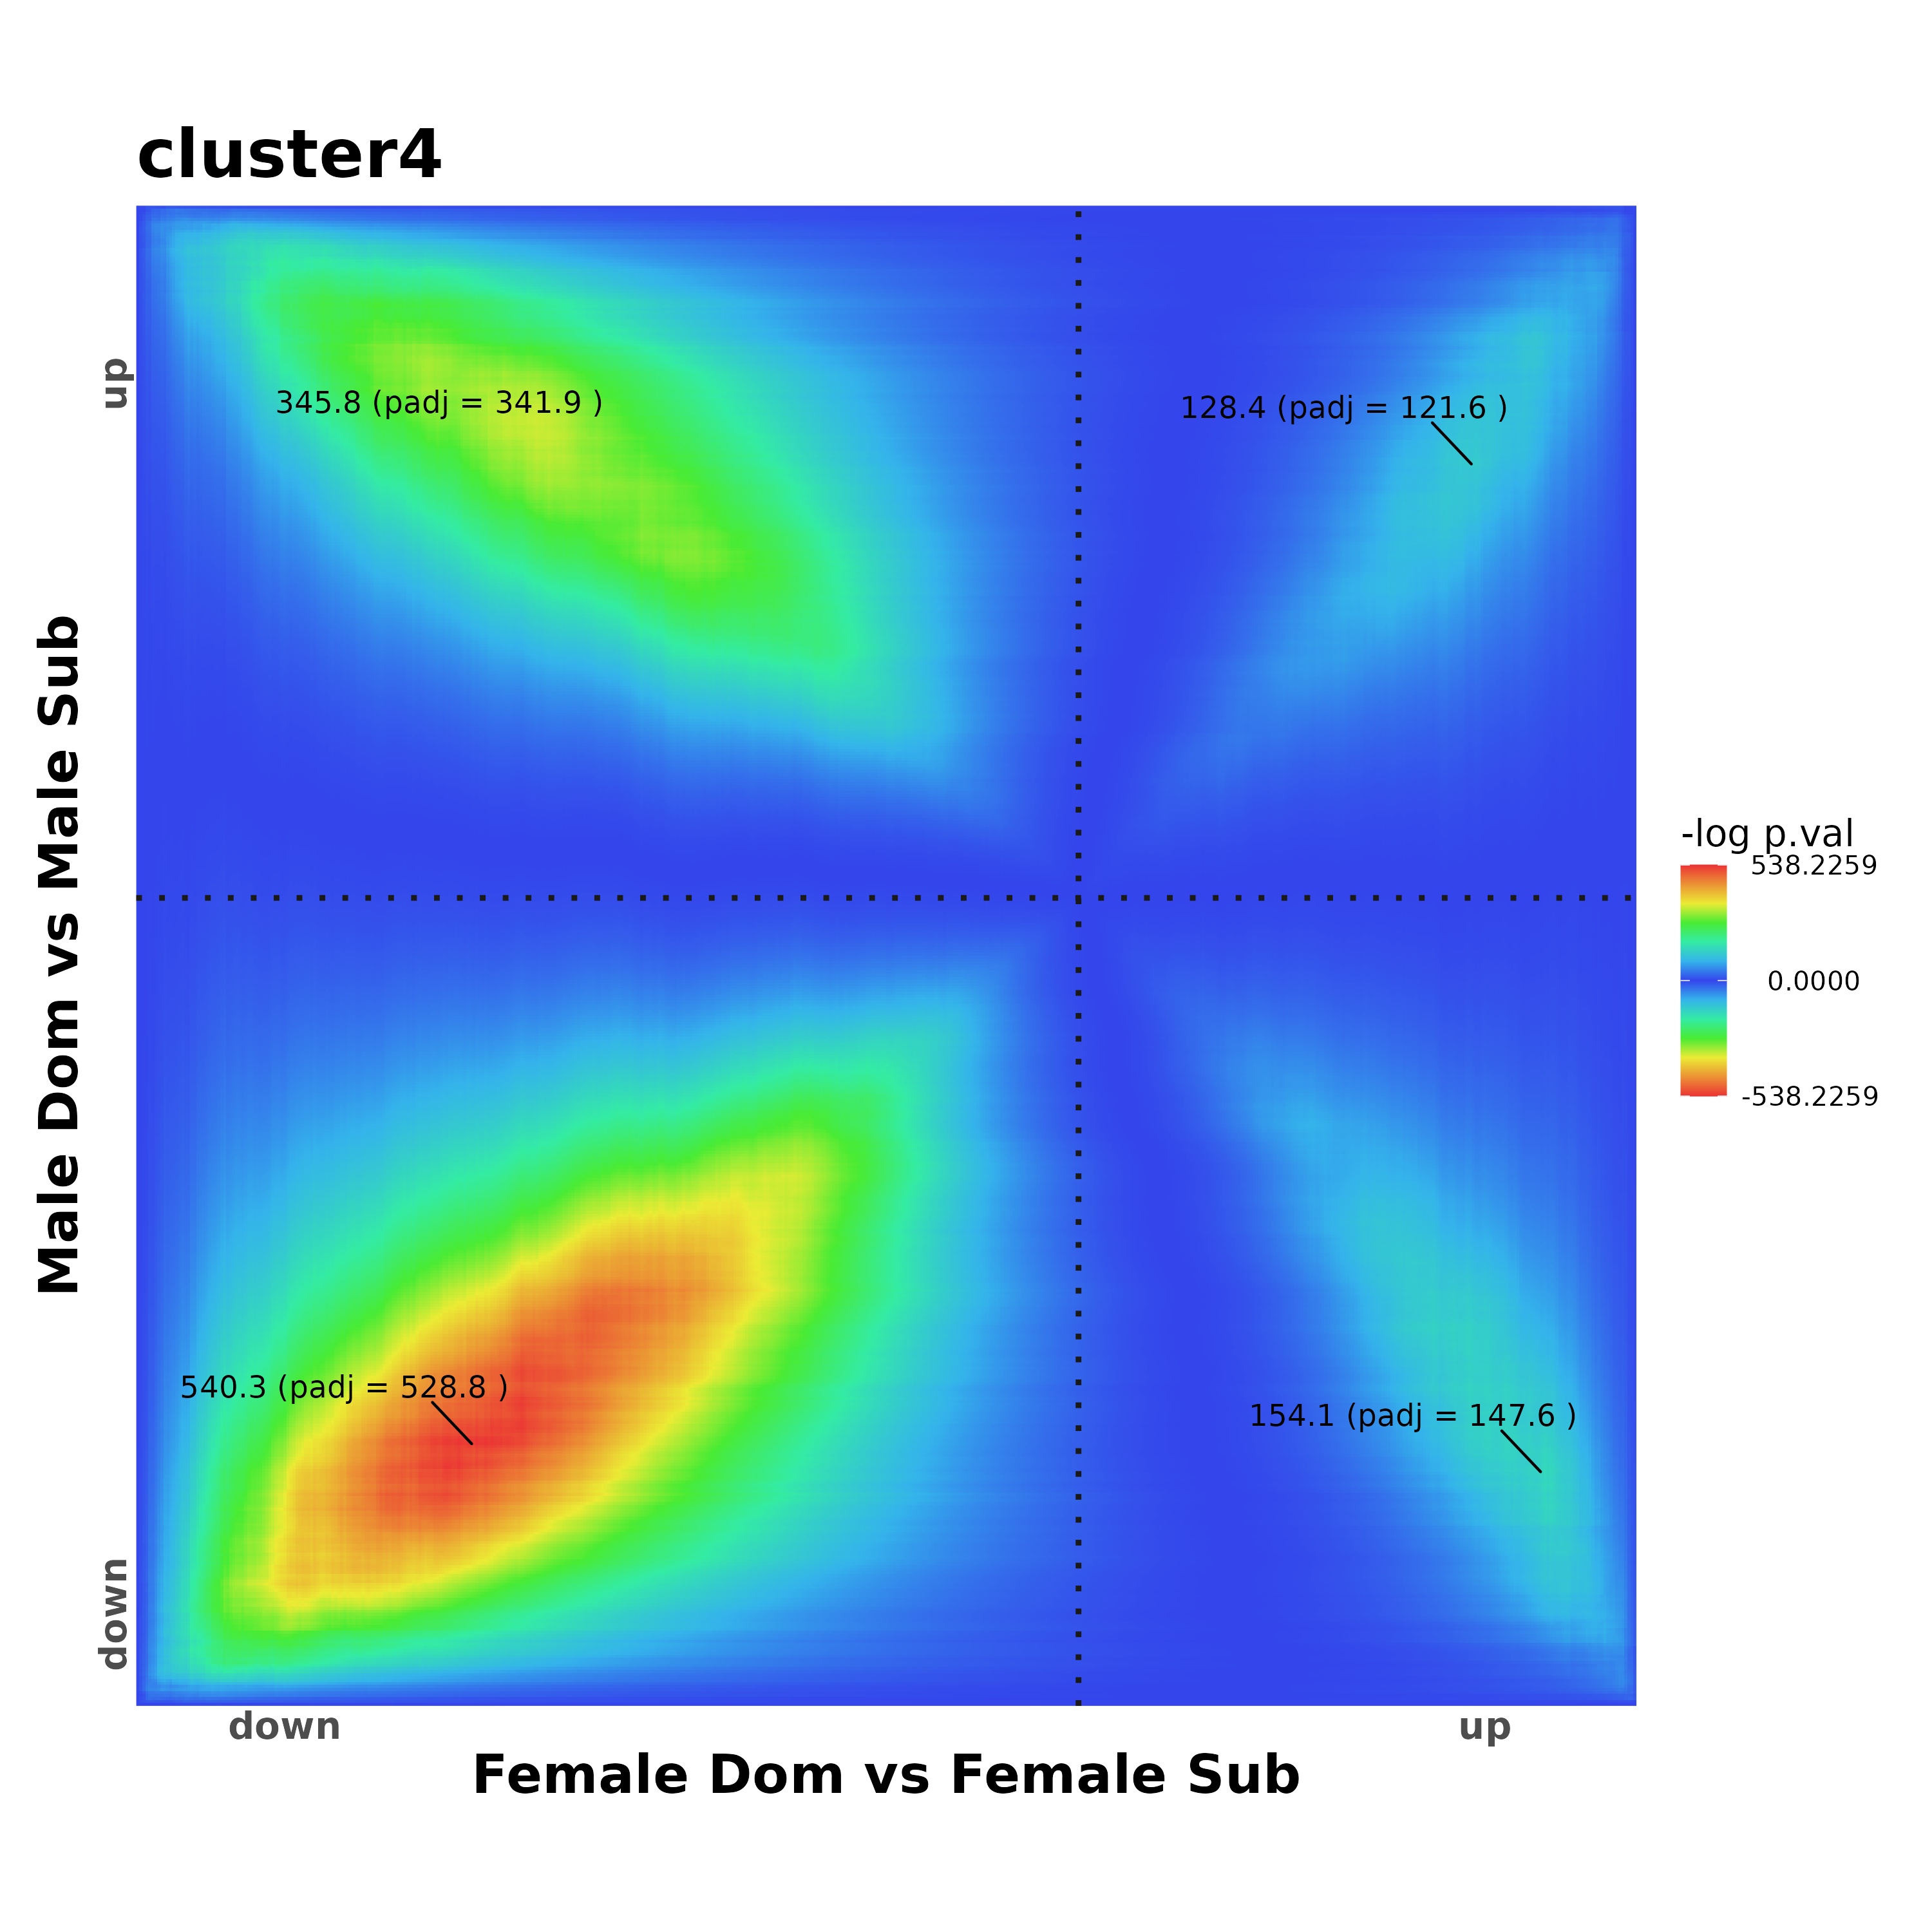 cluster4
up
345.8 (padj = 341.9 )
128.4 (padj = 121.6 )
Male Dom vs Male Sub
-log p.val
538.2259
0.0000
-538.2259
540.3 (padj = 528.8 )
154.1 (padj = 147.6 )
down
down
up
Female Dom vs Female Sub